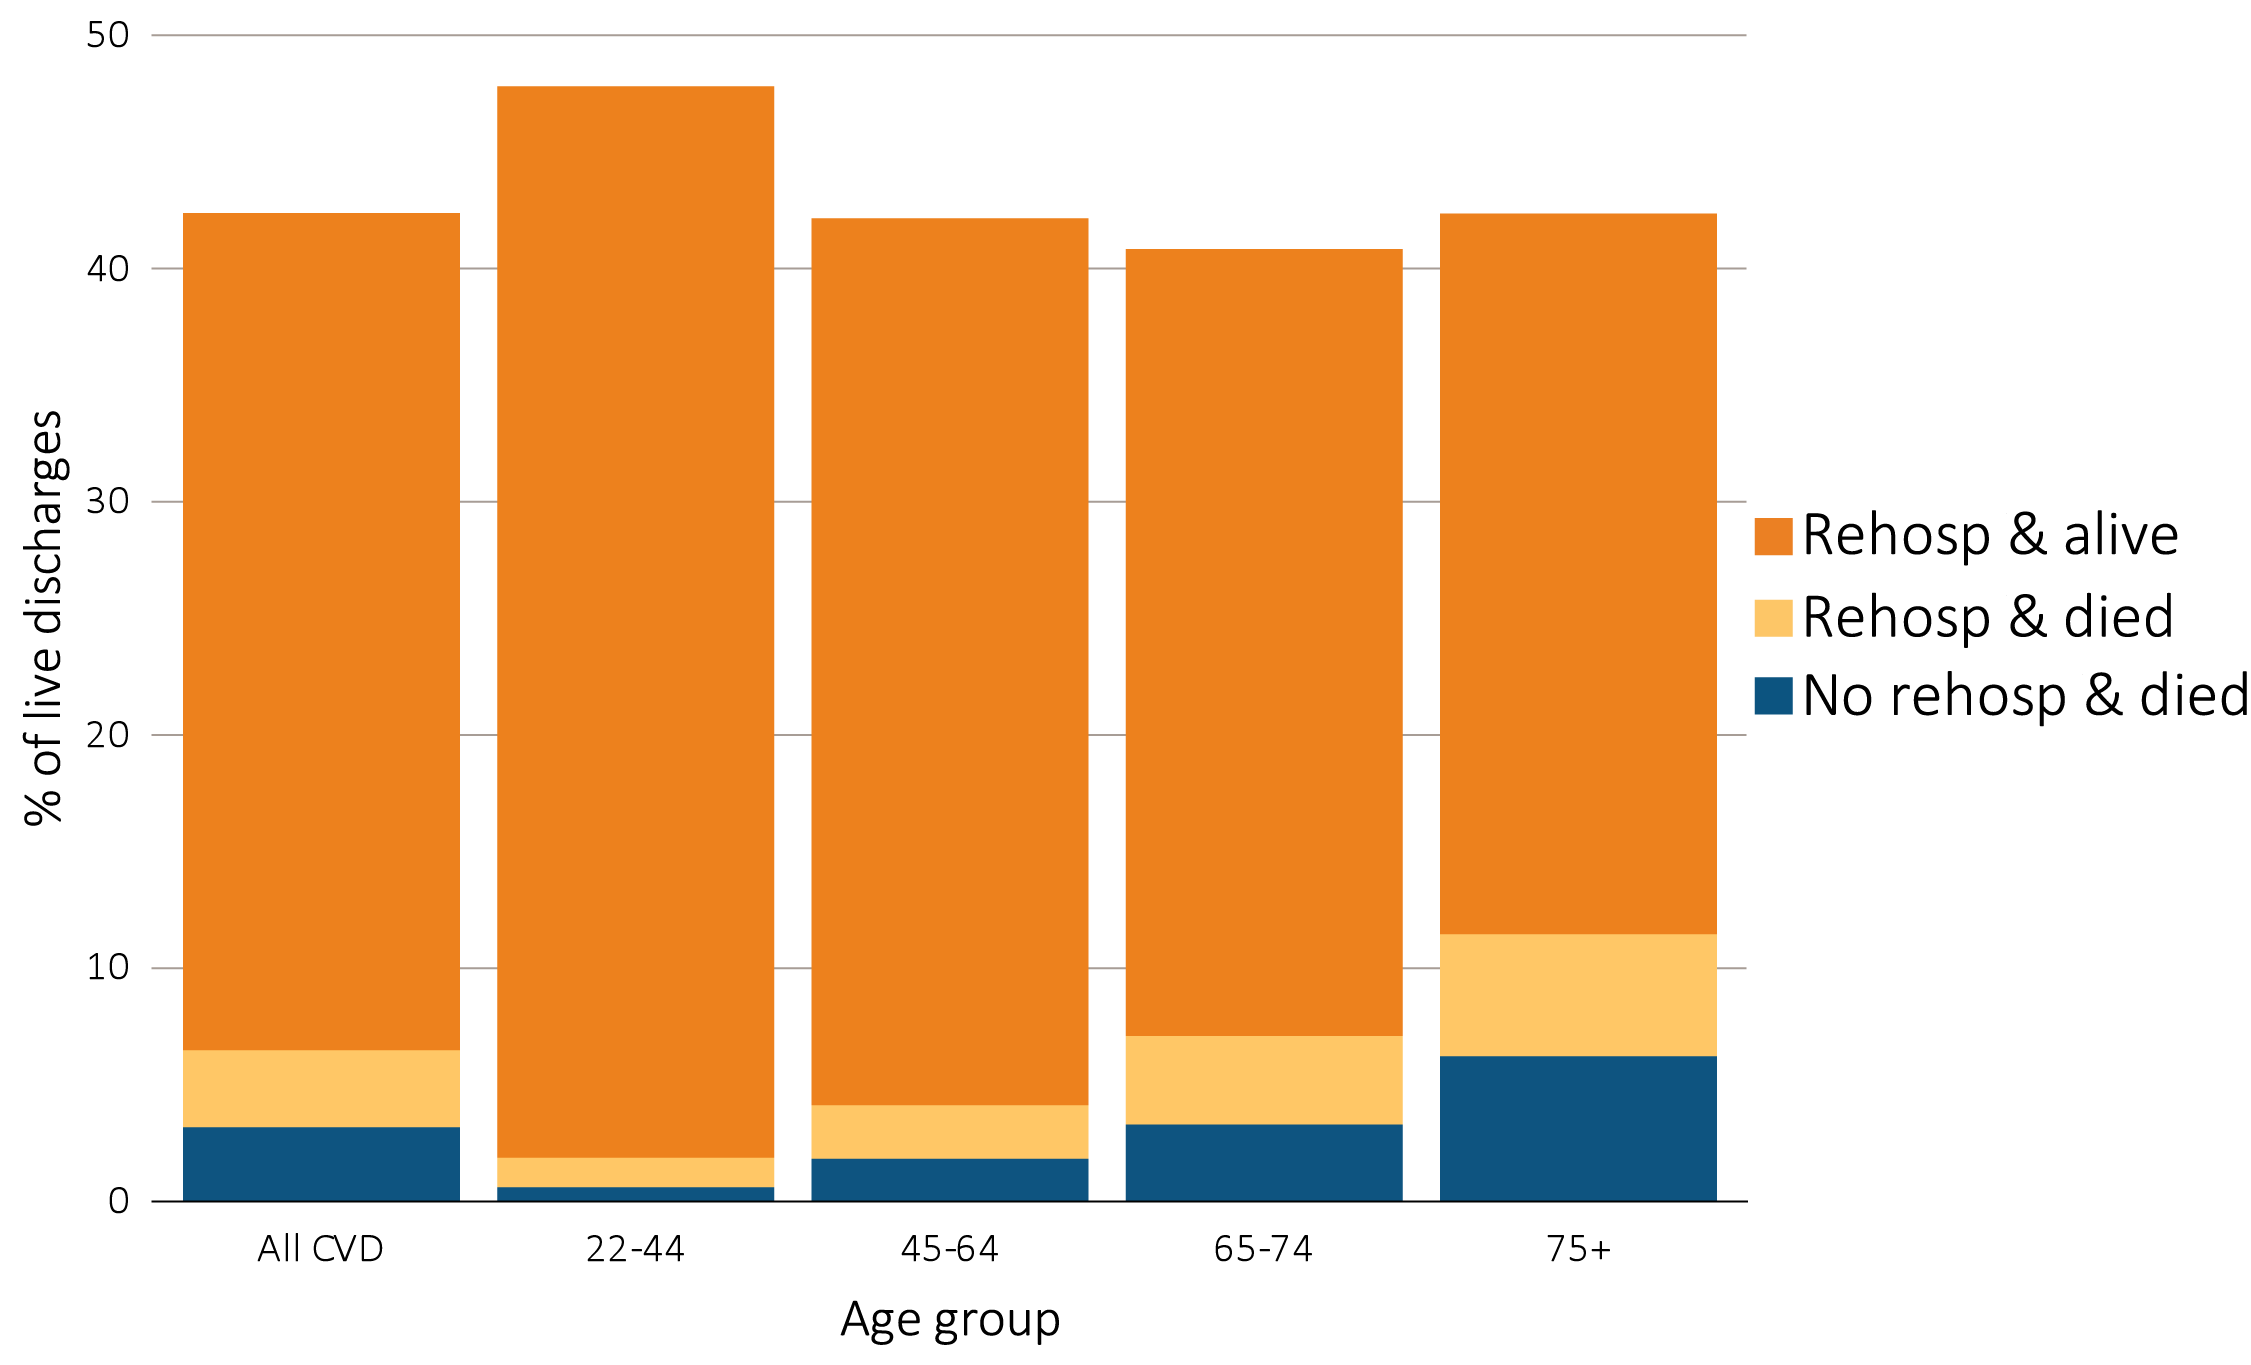 50
40
30
20
10
0
% of live discharges
All CVD 22-44 45-64 65-74 75+
Age group
Rehosp & alive
Rehosp & died
No rehosp & died